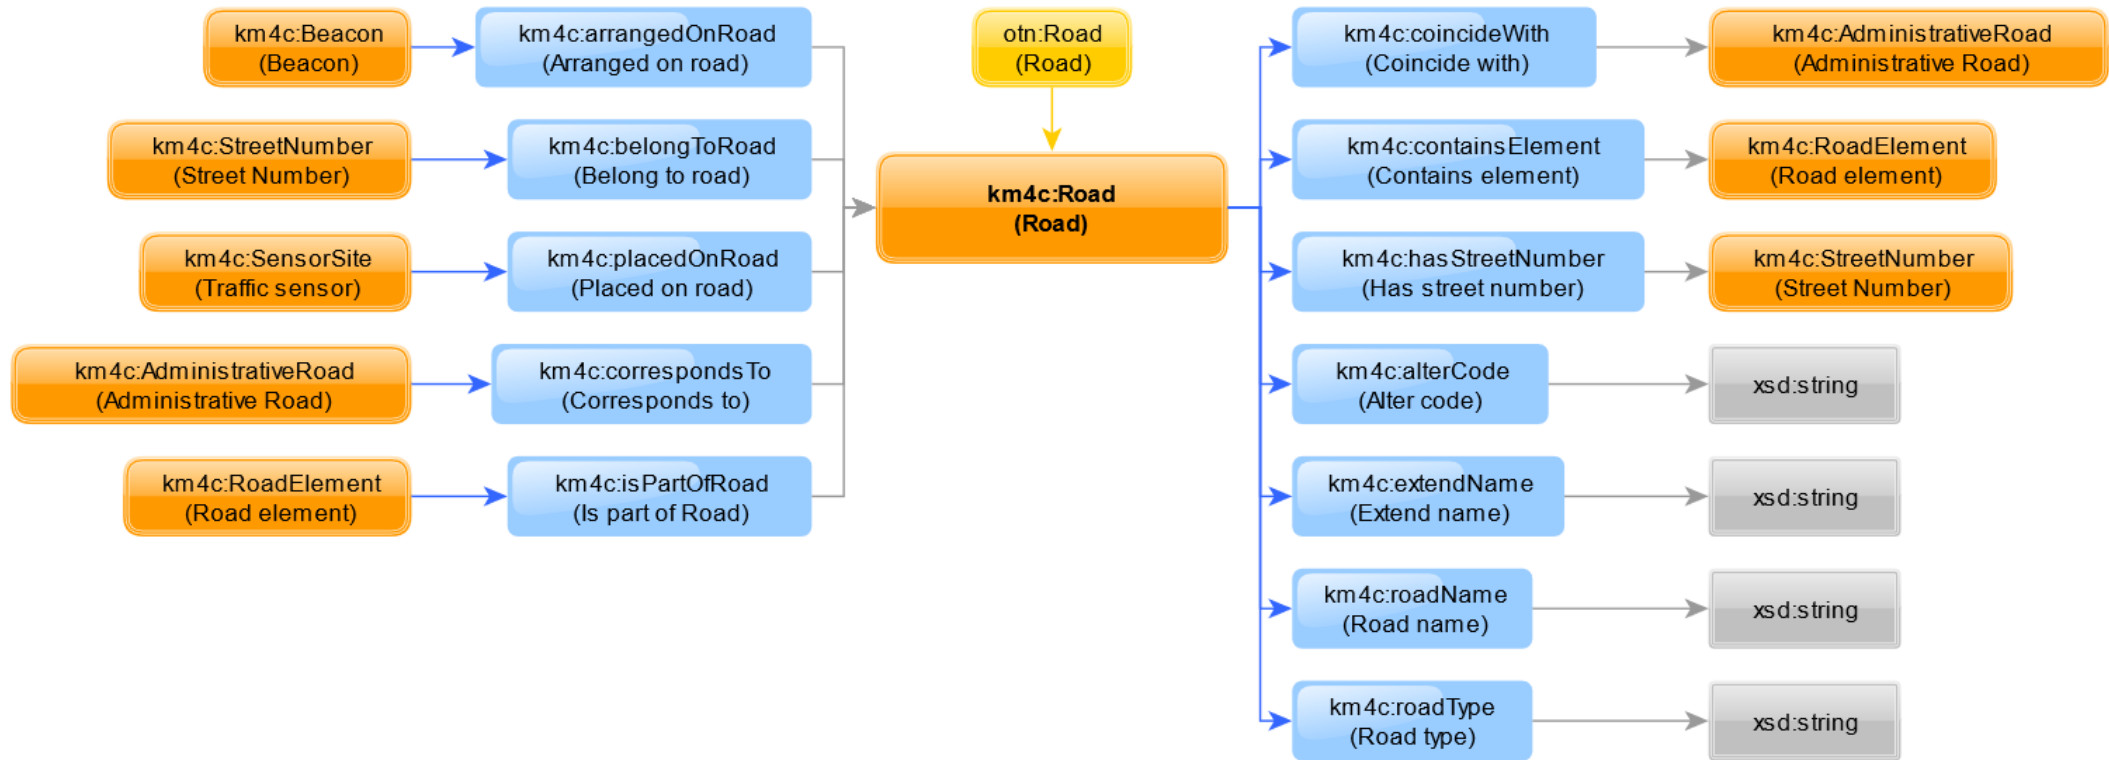 km4c:Beacon
(Beacon)
km4c:arrangedOnRoad
(Arranged on road)
otn:Road
(Road)
km4c:coincideWith
(Coincide with)
km4c:AdministrativeRoad
(Administrative Road)
km4c:StreetNumber
(Street Number)
km4c:belongToRoad
(Belong to road)
km4c:Road
(Road)
km4c:containsElement
(Contains element)
km4c:RoadElement
(Road element)
km4c:SensorSite
(Traffic sensor)
km4c:placedOnRoad
(Placed on road)
km4c:hasStreetNumber
(Has street number)
km4c:StreetNumber
(Street Number)
km4c:AdministrativeRoad
(Administrative Road)
km4c:correspondsTo
(Corresponds to)
km4c:alterCode
(Alter code)
xsd:string
km4c:RoadElement
(Road element)
km4c:isPartOfRoad
(Is part of Road)
km4c:extendName
(Extend name)
xsd:string
km4c:roadName
(Road name)
xsd:string
km4c:roadType
(Road type)
xsd:string